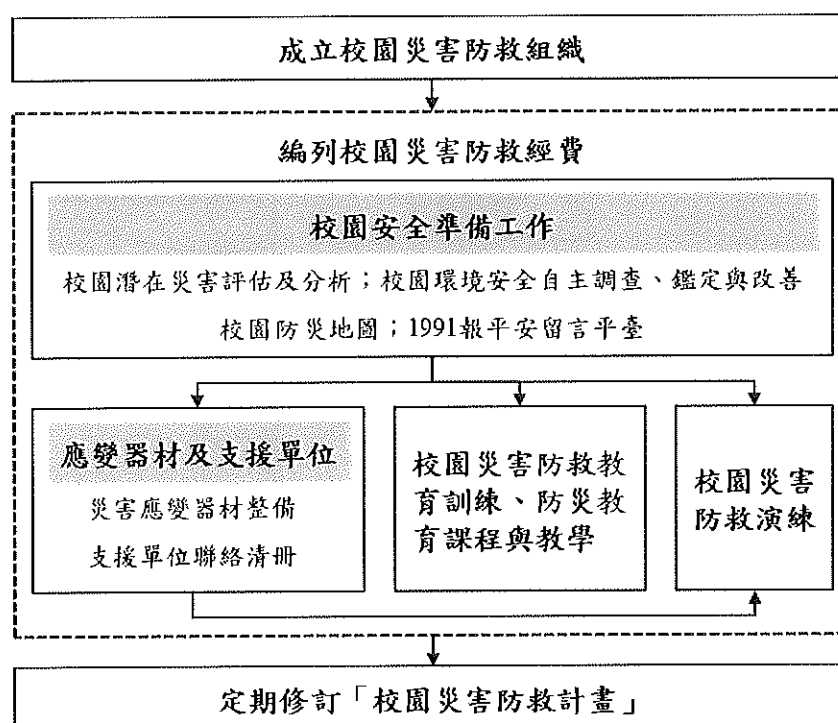 成立校園災害防救組織
編列校園災害防救經費
校園安全準備工作
校園潛在災害評估及分析；校園環境安全自主調查、鑑定與改善
校園防災地圖；1991報平安留言平臺
應變器材及支援單位
災害應變器材整備
支援單位聯絡清冊
校園災害防救教
育訓練、防災教
育課程與教學
校園災害
防救演練
定期修訂「校園災害防救計畫」